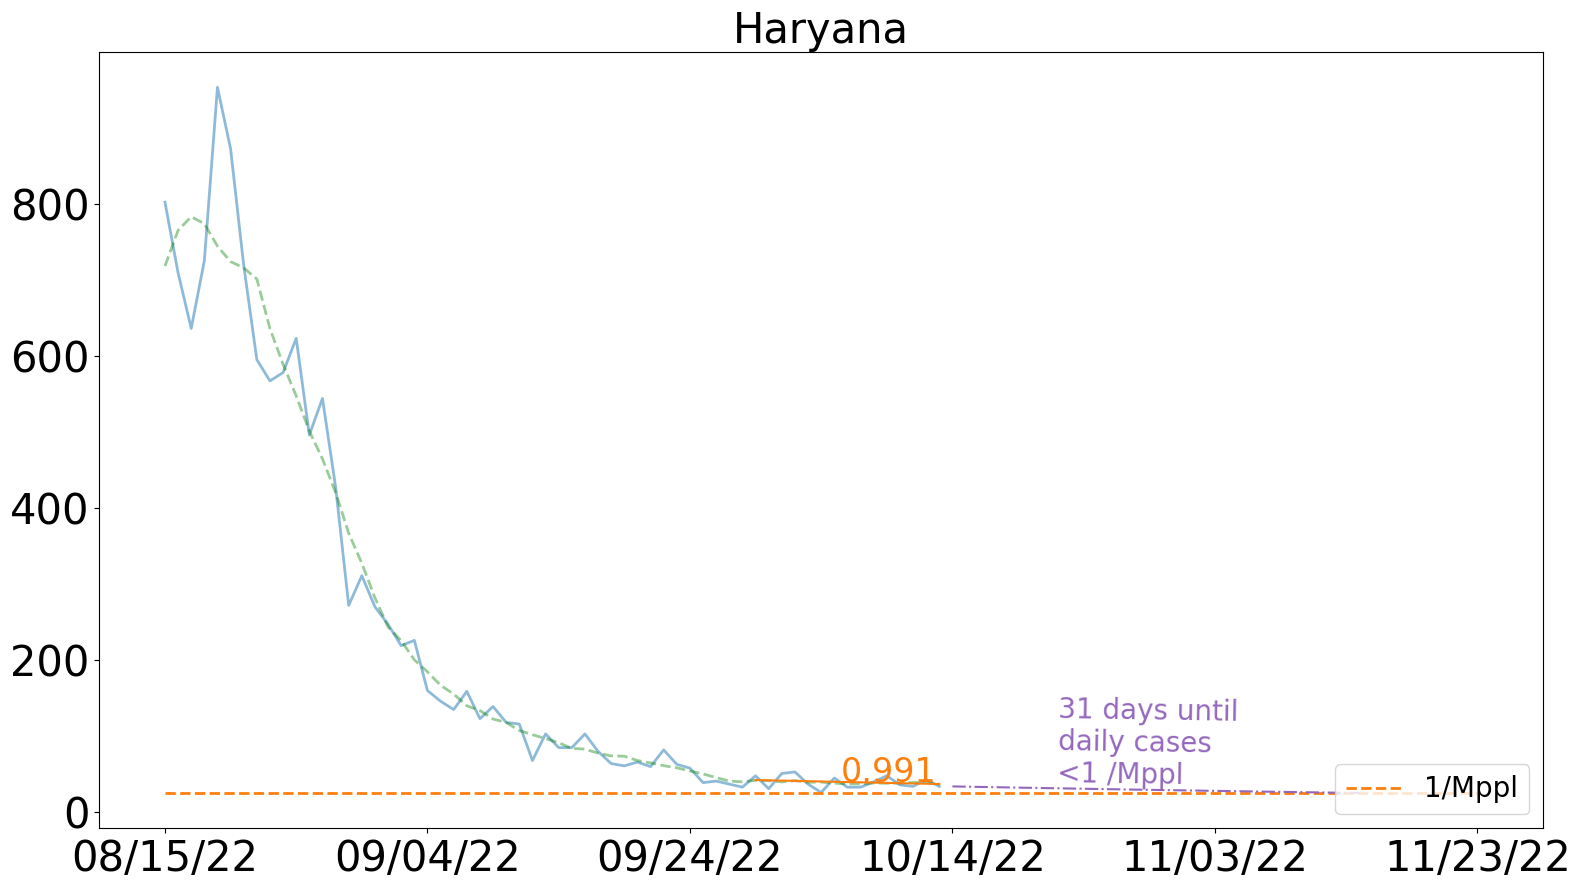 Haryana
800
600
400
200
0
0.991
31 days until
daily cases
<1 /Mppl
1/Mppl
08/15/22
09/04/22
09/24/22
10/14/22
11/03/22
11/23/22